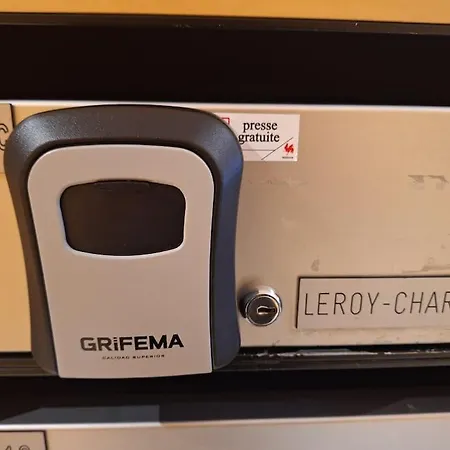 presse
gratuite
LEROY-CHAR
GRiFEMA
CALIDAD SUPERIOR